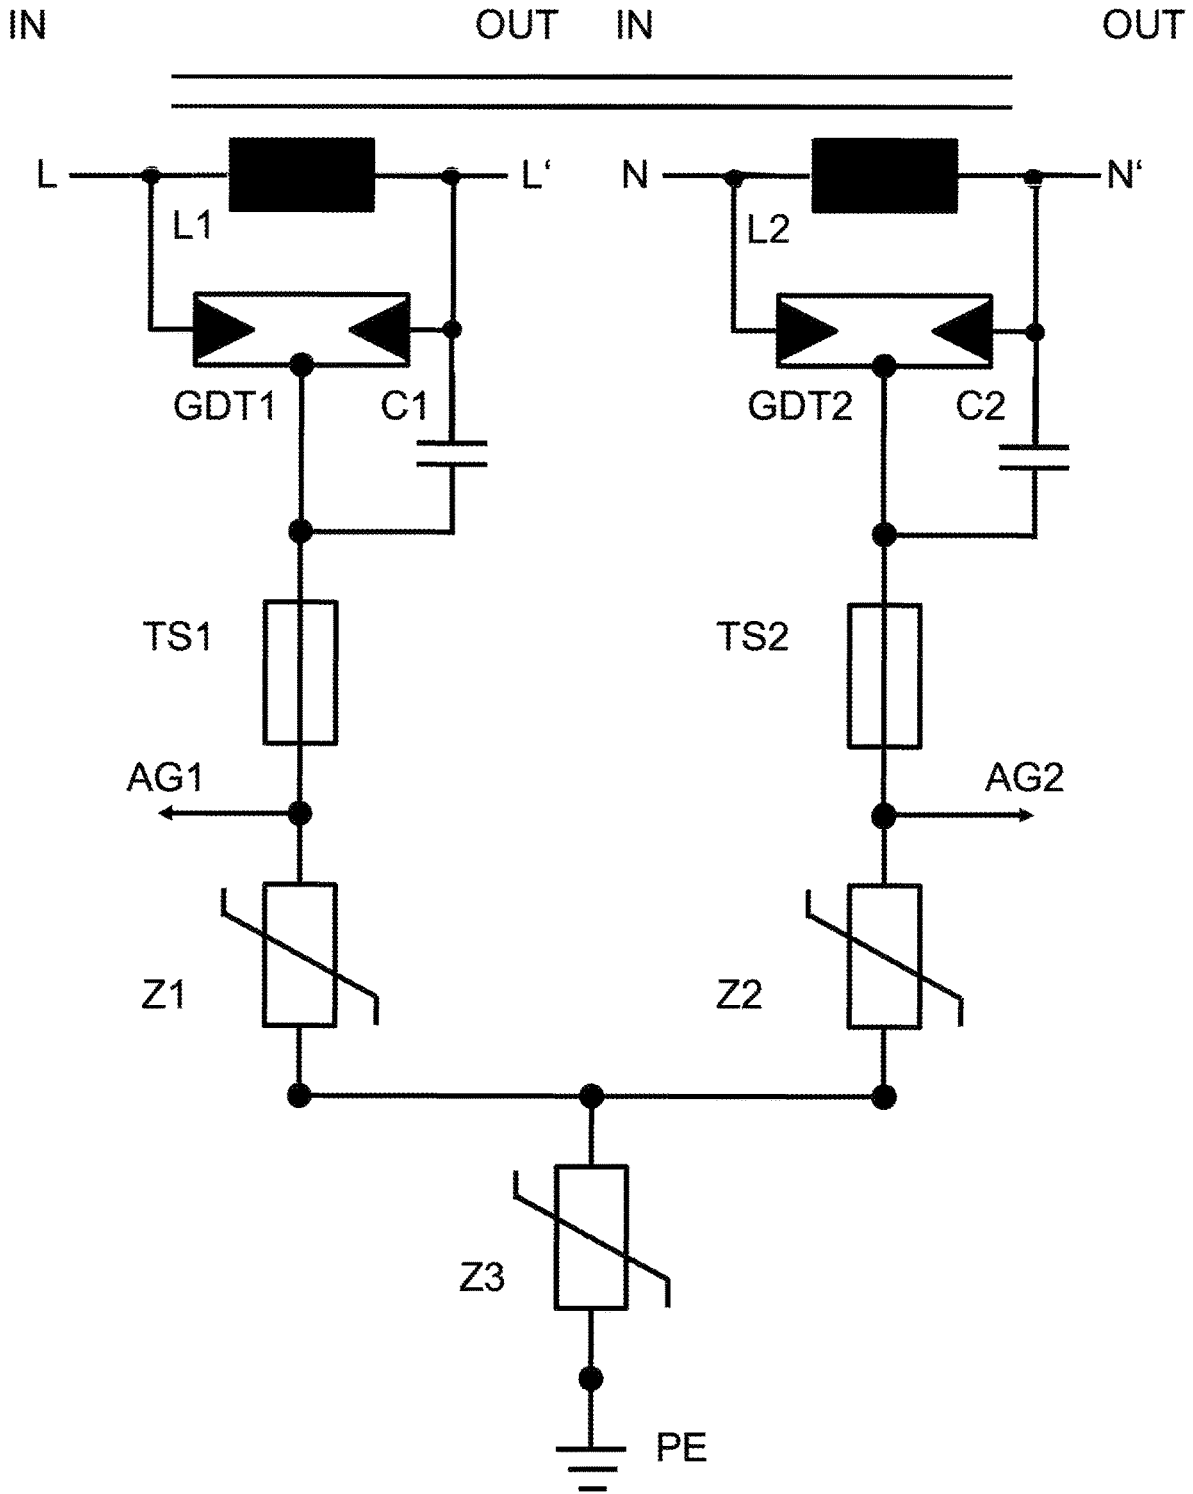 IN OUT IN OUT
L L‘ N N‘
L1 L2
GDT1 C1 GDT2 C2
TS1 TS2
AG1 AG2
Z1 Z2
Z3
PE